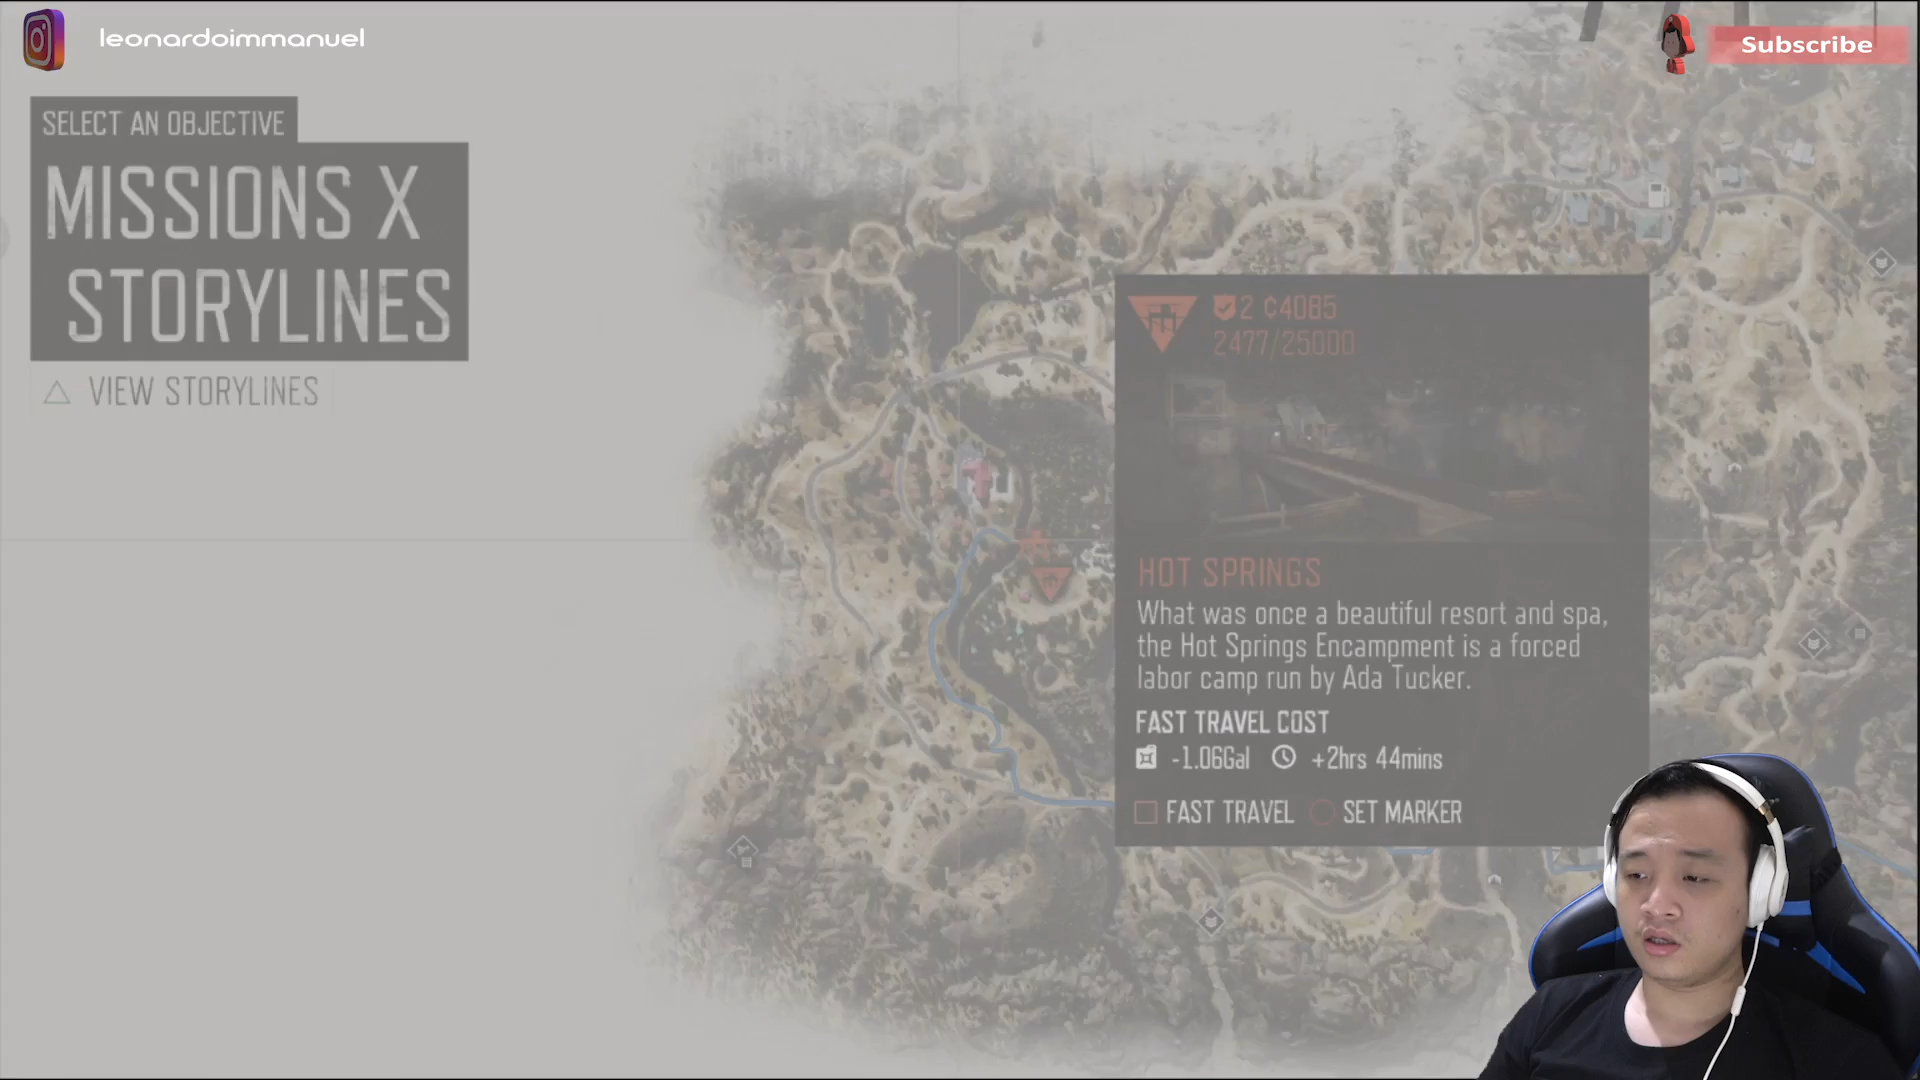 leonardoimmanuel
Subscribe
SELECT AN OBJECTIVE
MISSIONS X
STORYLINES
VIEW STORYLINES
2 ¢4085
2477/25000
HOT SPRINGS
What was once a beautiful resort and spa,
the Hot Springs Encampment is a forced
labor camp run by Ada Tucker.
FAST TRAVEL COST
-1.06Gal +2hrs 44mins
FAST TRAVEL SET MARKER